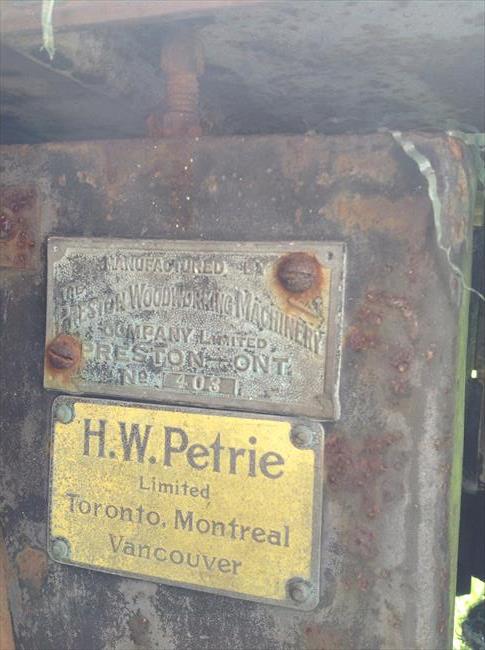 MANUFACTURED BY
THE
PRESTON WOODWORKING MACHINERY
COMPANY LIMITED
PRESTON - ONT.
No 403
H.W. Petrie
Limited
Toronto, Montreal
Vancouver